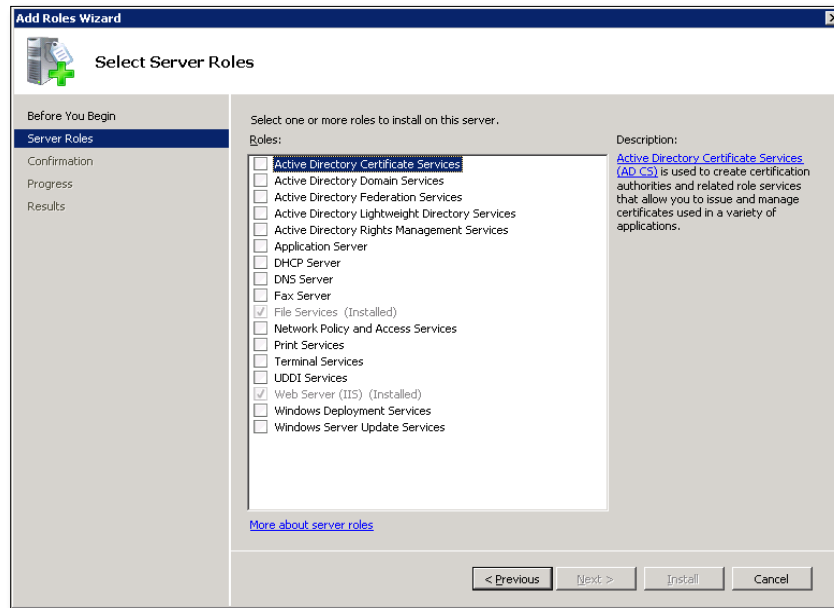 Add Roles Wizard
Select Server Roles
Before You Begin
Server Roles
Confirmation
Progress
Results
Select one or more roles to install on this server.
Roles:
Active Directory Certificate Services
Active Directory Domain Services
Active Directory Federation Services
Active Directory Lightweight Directory Services
Active Directory Rights Management Services
Application Server
DHCP Server
DNS Server
Fax Server
File Services (Installed)
Network Policy and Access Services
Print Services
Terminal Services
UDDI Services
Web Server (IIS) (Installed)
Windows Deployment Services
Windows Server Update Services
More about server roles
Description:
Active Directory Certificate Services
(AD CS) is used to create certification
authorities and related role services
that allow you to issue and manage
certificates used in a variety of
applications.
< Previous
Next >
Install
Cancel